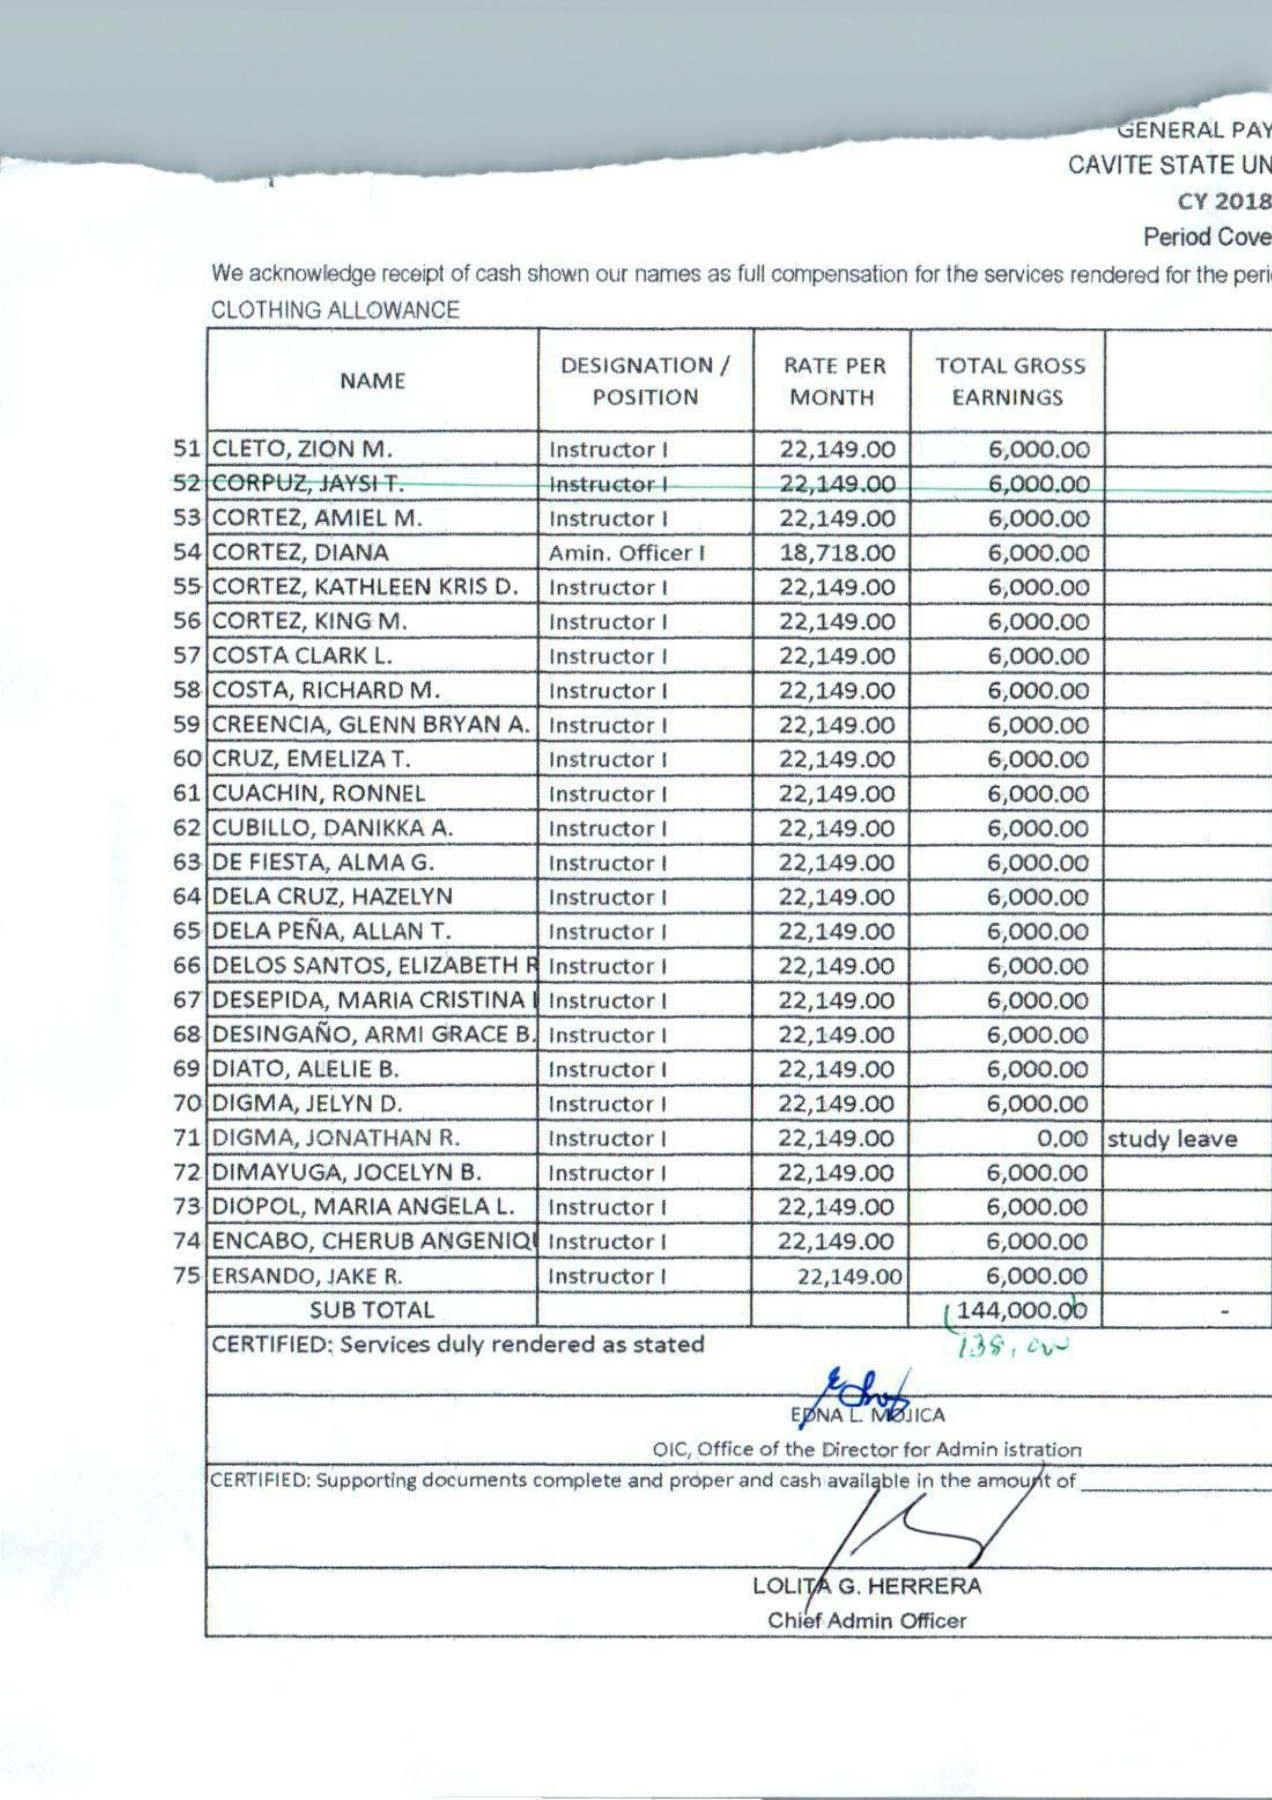 GENERAL PAY
CAVITE STATE UN
CY 2018
Period Cove
We acknowledge receipt of cash shown our names as full compensation for the services rendered for the peri
CLOTHING ALLOWANCE
NAME DESIGNATION / POSITION RATE PER MONTH TOTAL GROSS EARNINGS
51 CLETO, ZION M. Instructor I 22,149.00 6,000.00
52 CORPUZ, JAYSI T. Instructor I 22,149.00 6,000.00
53 CORTEZ, AMIEL M. Instructor I 22,149.00 6,000.00
54 CORTEZ, DIANA Amin. Officer I 18,718.00 6,000.00
55 CORTEZ, KATHLEEN KRIS D. Instructor I 22,149.00 6,000.00
56 CORTEZ, KING M. Instructor I 22,149.00 6,000.00
57 COSTA CLARK L. Instructor I 22,149.00 6,000.00
58 COSTA, RICHARD M. Instructor I 22,149.00 6,000.00
59 CREENCIA, GLENN BRYAN A. Instructor I 22,149.00 6,000.00
60 CRUZ, EMELIZA T. Instructor I 22,149.00 6,000.00
61 CUACHIN, RONNEL Instructor I 22,149.00 6,000.00
62 CUBILLO, DANIKKA A. Instructor I 22,149.00 6,000.00
63 DE FIESTA, ALMA G. Instructor I 22,149.00 6,000.00
64 DELA CRUZ, HAZELYN Instructor I 22,149.00 6,000.00
65 DELA PEÑA, ALLAN T. Instructor I 22,149.00 6,000.00
66 DELOS SANTOS, ELIZABETH R Instructor I 22,149.00 6,000.00
67 DESEPIDA, MARIA CRISTINA Instructor I 22,149.00 6,000.00
68 DESINGAÑO, ARMI GRACE B. Instructor I 22,149.00 6,000.00
69 DIATO, ALELIE B. Instructor I 22,149.00 6,000.00
70 DIGMA, JELYN D. Instructor I 22,149.00 6,000.00
71 DIGMA, JONATHAN R. Instructor I 22,149.00 0.00 study leave
72 DIMAYUGA, JOCELYN B. Instructor I 22,149.00 6,000.00
73 DIOPOL, MARIA ANGELA L. Instructor I 22,149.00 6,000.00
74 ENCABO, CHERUB ANGENIQU Instructor I 22,149.00 6,000.00
75 ERSANDO, JAKE R. Instructor I 22,149.00 6,000.00
SUB TOTAL 144,000.00 -
CERTIFIED: Services duly rendered as stated 138,000
EDNA L. MOJICA
OIC, Office of the Director for Admin istration
CERTIFIED: Supporting documents complete and proper and cash available in the amount of
LOLITA G. HERRERA
Chief Admin Officer